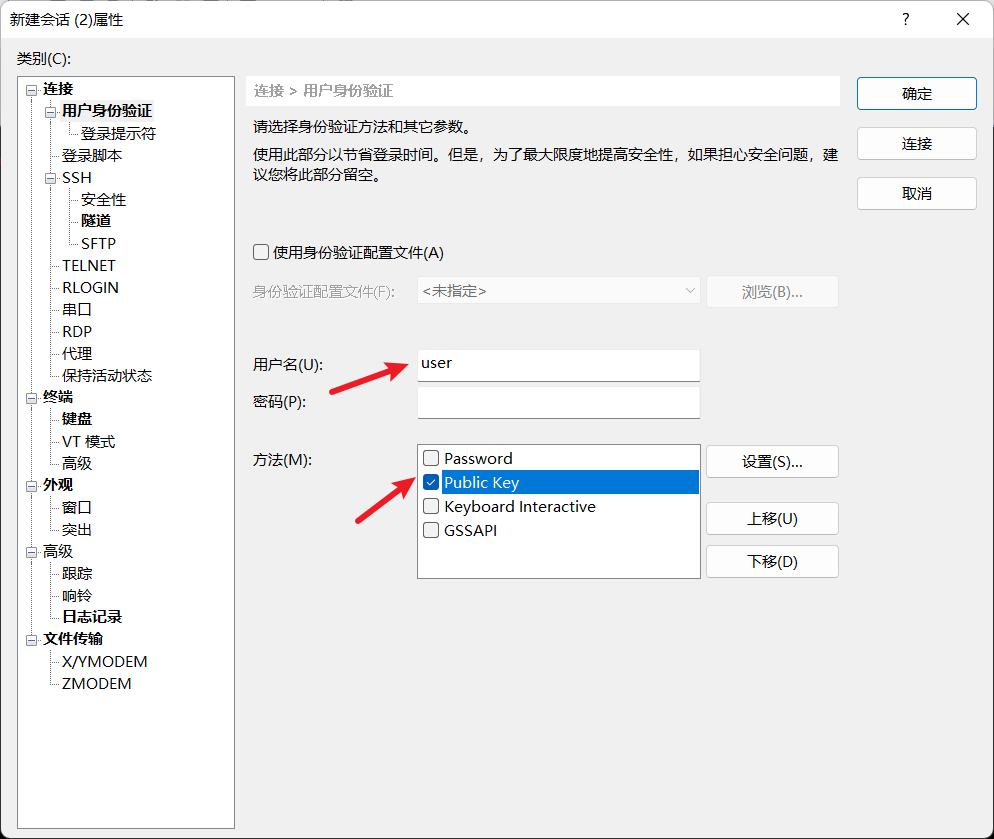 新建会话 (2)属性
?
类别(C):
连接
用户身份验证
登录提示符
登录脚本
SSH
安全性
隧道
SFTP
TELNET
RLOGIN
串口
RDP
代理
保持活动状态
终端
键盘
VT 模式
高级
外观
窗口
突出
高级
跟踪
响铃
日志记录
文件传输
X/YMODEM
ZMODEM
连接 > 用户身份验证
请选择身份验证方法和其它参数。
使用此部分以节省登录时间。但是，为了最大限度地提高安全性，如果担心安全问题，建
议您将此部分留空。
使用身份验证配置文件(A)
身份验证配置文件(F):
<未指定>
浏览(B)...
用户名(U):
user
密码(P):
方法(M):
Password
Public Key
Keyboard Interactive
GSSAPI
设置(S)...
上移(U)
下移(D)
确定
连接
取消